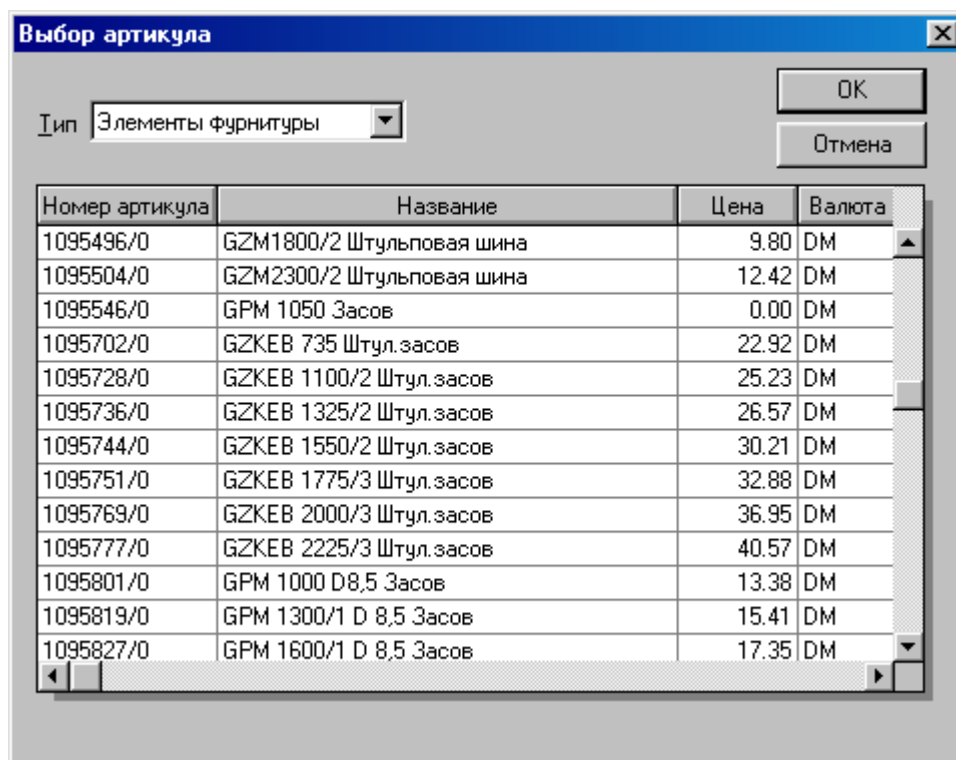 Выбор артикула
OK
Тип Элементы фурнитуры
Отмена
Номер артикула Название Цена Валюта
1095496/0 GZM1800/2 Штульповая шина 9.80 DM
1095504/0 GZM2300/2 Штульповая шина 12.42 DM
1095546/0 GPM 1050 Засов 0.00 DM
1095702/0 GZKEB 735 Штул.засов 22.92 DM
1095728/0 GZKEB 1100/2 Штул.засов 25.23 DM
1095736/0 GZKEB 1325/2 Штул.засов 26.57 DM
1095744/0 GZKEB 1550/2 Штул.засов 30.21 DM
1095751/0 GZKEB 1775/3 Штул.засов 32.88 DM
1095769/0 GZKEB 2000/3 Штул.засов 36.95 DM
1095777/0 GZKEB 2225/3 Штул.засов 40.57 DM
1095801/0 GPM 1000 D8,5 Засов 13.38 DM
1095819/0 GPM 1300/1 D 8,5 Засов 15.41 DM
1095827/0 GPM 1600/1 D 8,5 Засов 17.35 DM